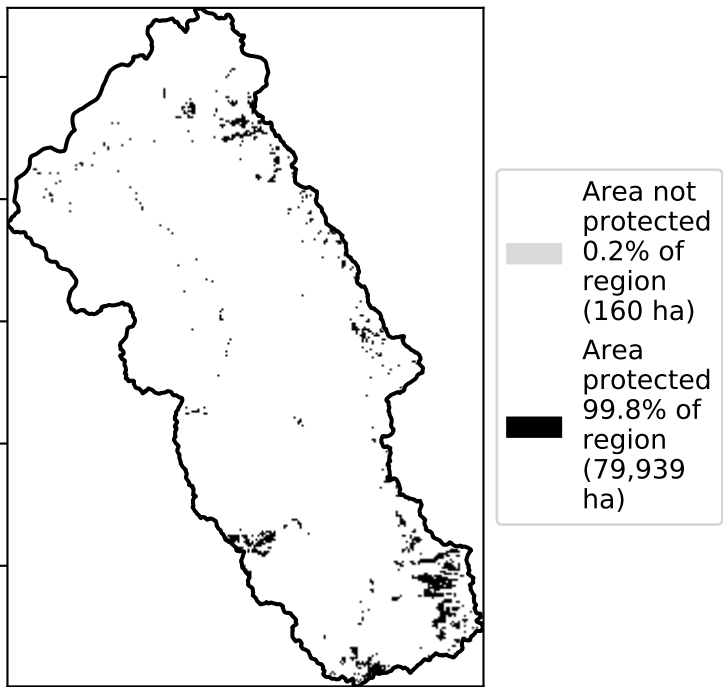 Area not
protected
0.2% of
region
(160 ha)
Area
protected
99.8% of
region
(79,939
ha)